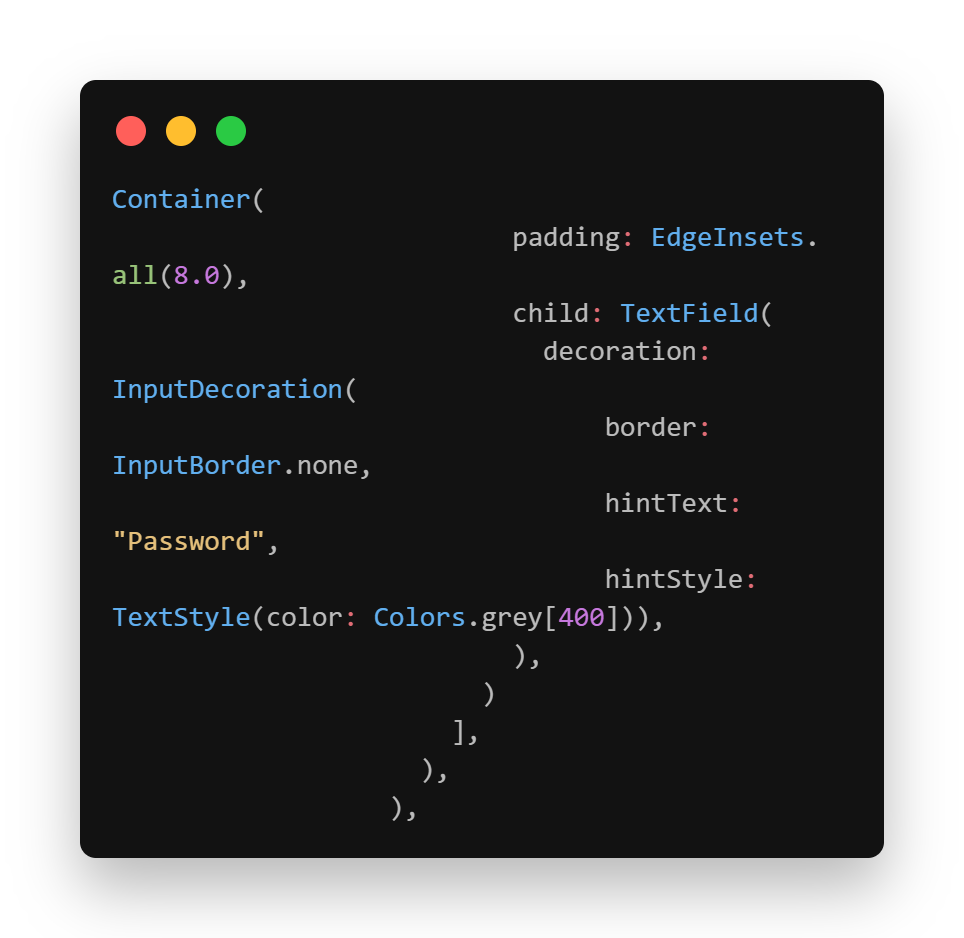 Container(
                          padding: EdgeInsets.
all(8.0),
                          child: TextField(
                            decoration:
InputDecoration(
                                border:
InputBorder.none,
                                hintText:
"Password",
                                hintStyle:
TextStyle(color: Colors.grey[400])),
                          ),
                        )
                      ],
                    ),
                  ),